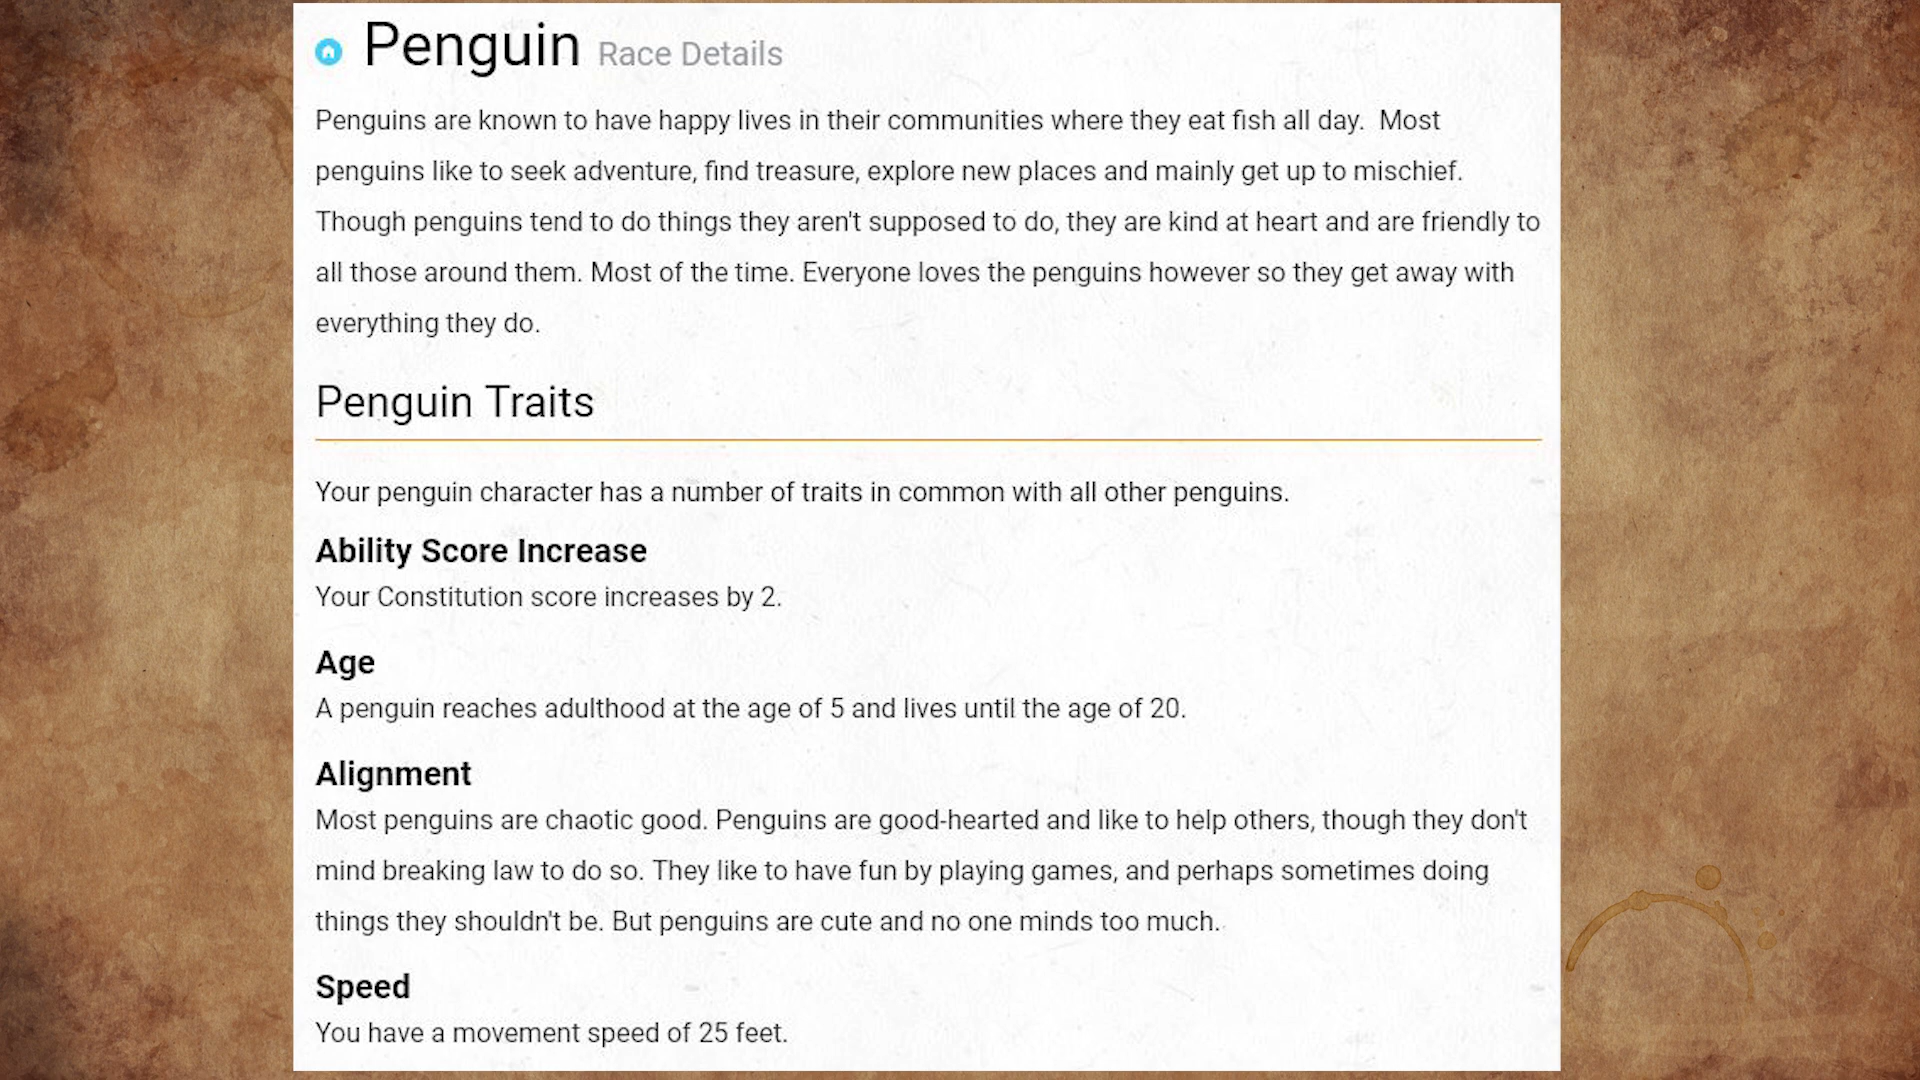 Penguin Race Details
Penguins are known to have happy lives in their communities where they eat fish all day.  Most
penguins like to seek adventure, find treasure, explore new places and mainly get up to mischief.
Though penguins tend to do things they aren't supposed to do, they are kind at heart and are friendly to
all those around them. Most of the time. Everyone loves the penguins however so they get away with
everything they do.
Penguin Traits
Your penguin character has a number of traits in common with all other penguins.
Ability Score Increase
Your Constitution score increases by 2.
Age
A penguin reaches adulthood at the age of 5 and lives until the age of 20.
Alignment
Most penguins are chaotic good. Penguins are good-hearted and like to help others, though they don't
mind breaking law to do so. They like to have fun by playing games, and perhaps sometimes doing
things they shouldn't be. But penguins are cute and no one minds too much.
Speed
You have a movement speed of 25 feet.